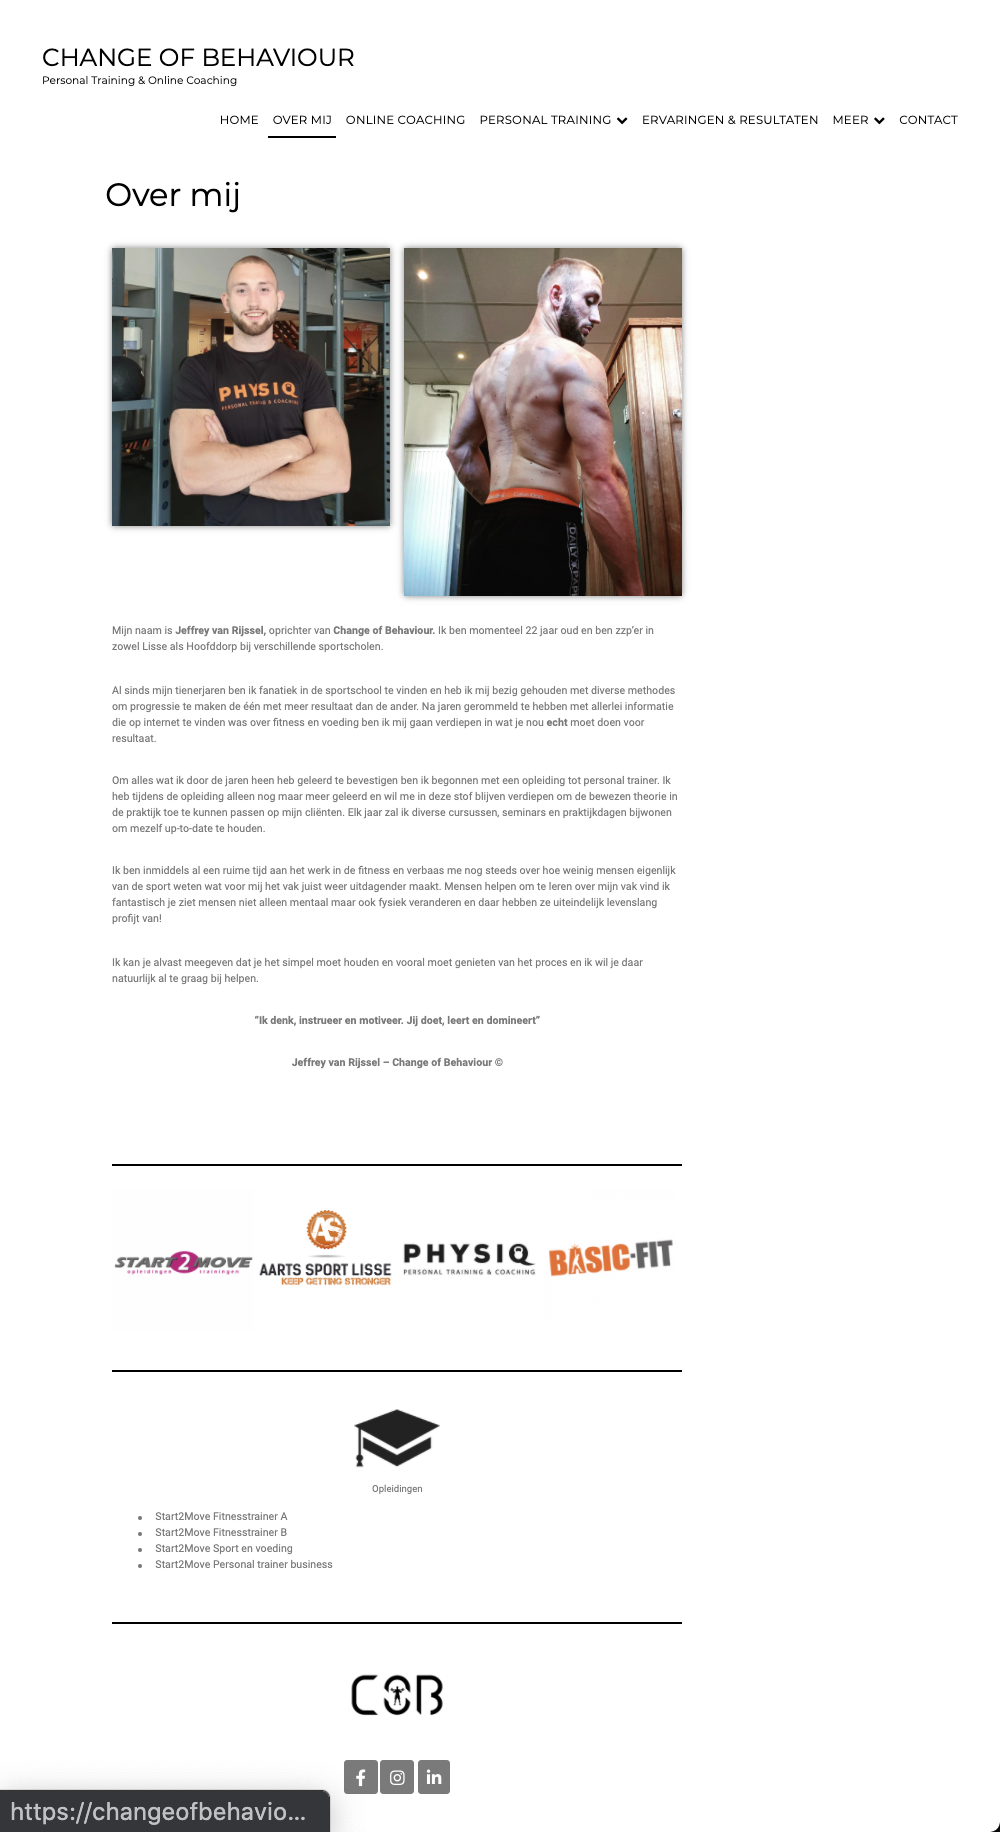 CHANGE OF BEHAVIOUR
Personal Training & Online Coaching
HOME OVER MIJ ONLINE COACHING PERSONAL TRAINING ERVARINGEN & RESULTATEN MEER CONTACT
Over mij
PHYSIQ
PERSONAL TRAINING & COACHING
DAILY PAPE
Mijn naam is Jeffrey van Rijssel, oprichter van Change of Behaviour. Ik ben momenteel 22 jaar oud en ben zzp'er in
zowel Lisse als Hoofddorp bij verschillende sportscholen.
Al sinds mijn tienerjaren ben ik fanatiek in de sportschool te vinden en heb ik mij bezig gehouden met diverse methodes
om progressie te maken de één met meer resultaat dan de ander. Na jaren gerommeld te hebben met allerlei informatie
die op internet te vinden was over fitness en voeding ben ik mij gaan verdiepen in wat je nou echt moet doen voor
resultaat.
Om alles wat ik door de jaren heen heb geleerd te bevestigen ben ik begonnen met een opleiding tot personal trainer. Ik
heb tijdens de opleiding alleen nog maar meer geleerd en wil me in deze stof blijven verdiepen om de bewezen theorie in
de praktijk toe te kunnen passen op mijn cliënten. Elk jaar zal ik diverse cursussen, seminars en praktijkdagen bijwonen
om mezelf up-to-date te houden.
Ik ben inmiddels al een ruime tijd aan het werk in de fitness en verbaas me nog steeds over hoe weinig mensen eigenlijk
van de sport weten wat voor mij het vak juist weer uitdagender maakt. Mensen helpen om te leren over mijn vak vind ik
fantastisch je ziet mensen niet alleen mentaal maar ook fysiek veranderen en daar hebben ze uiteindelijk levenslang
profijt van!
Ik kan je alvast meegeven dat je het simpel moet houden en vooral moet genieten van het proces en ik wil je daar
natuurlijk al te graag bij helpen.
"Ik denk, instrueer en motiveer. Jij doet, leert en domineert"
Jeffrey van Rijssel – Change of Behaviour ©
START2MOVE
opleidingen trainingen
AS
AARTS SPORT LISSE
KEEP GETTING STRONGER
PHYSIQ
PERSONAL TRAINING & COACHING
BASIC-FIT
Opleidingen
Start2Move Fitnesstrainer A
Start2Move Fitnesstrainer B
Start2Move Sport en voeding
Start2Move Personal trainer business
COB
https://changeofbehavio...